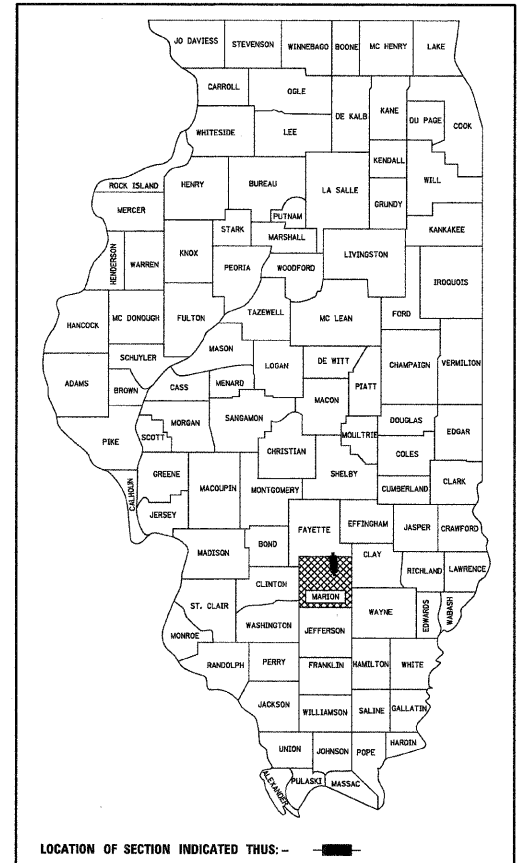 JO DAVIESS STEVENSON WINNEBAGO BOONE MC HENRY LAKE
CARROLL OGLE DE KALB KANE DU PAGE COOK
WHITESIDE LEE
KENDALL WILL
ROCK ISLAND HENRY BUREAU LA SALLE GRUNDY
MERCER PUTNAM
STARK MARSHALL KANKAKEE
HENDERSON WARREN KNOX PEORIA WOODFORD LIVINGSTON IROQUOIS
HANCOCK MC DONOUGH FULTON TAZEWELL MC LEAN FORD
SCHUYLER MASON LOGAN DE WITT CHAMPAIGN VERMILION
ADAMS BROWN CASS MENARD MACON PIATT
PIKE SCOTT MORGAN SANGAMON CHRISTIAN MOULTRIE DOUGLAS EDGAR
COLES
CALHOUN GREENE MACOUPIN MONTGOMERY SHELBY CUMBERLAND CLARK
JERSEY FAYETTE EFFINGHAM JASPER CRAWFORD
MADISON BOND CLAY
CLINTON RICHLAND LAWRENCE
MARION
ST. CLAIR WAYNE EDWARDS WABASH
MONROE WASHINGTON JEFFERSON
RANDOLPH PERRY FRANKLIN HAMILTON WHITE
JACKSON WILLIAMSON SALINE GALLATIN
UNION JOHNSON POPE HARDIN
ALEXANDER PULASKI MASSAC
LOCATION OF SECTION INDICATED THUS: –